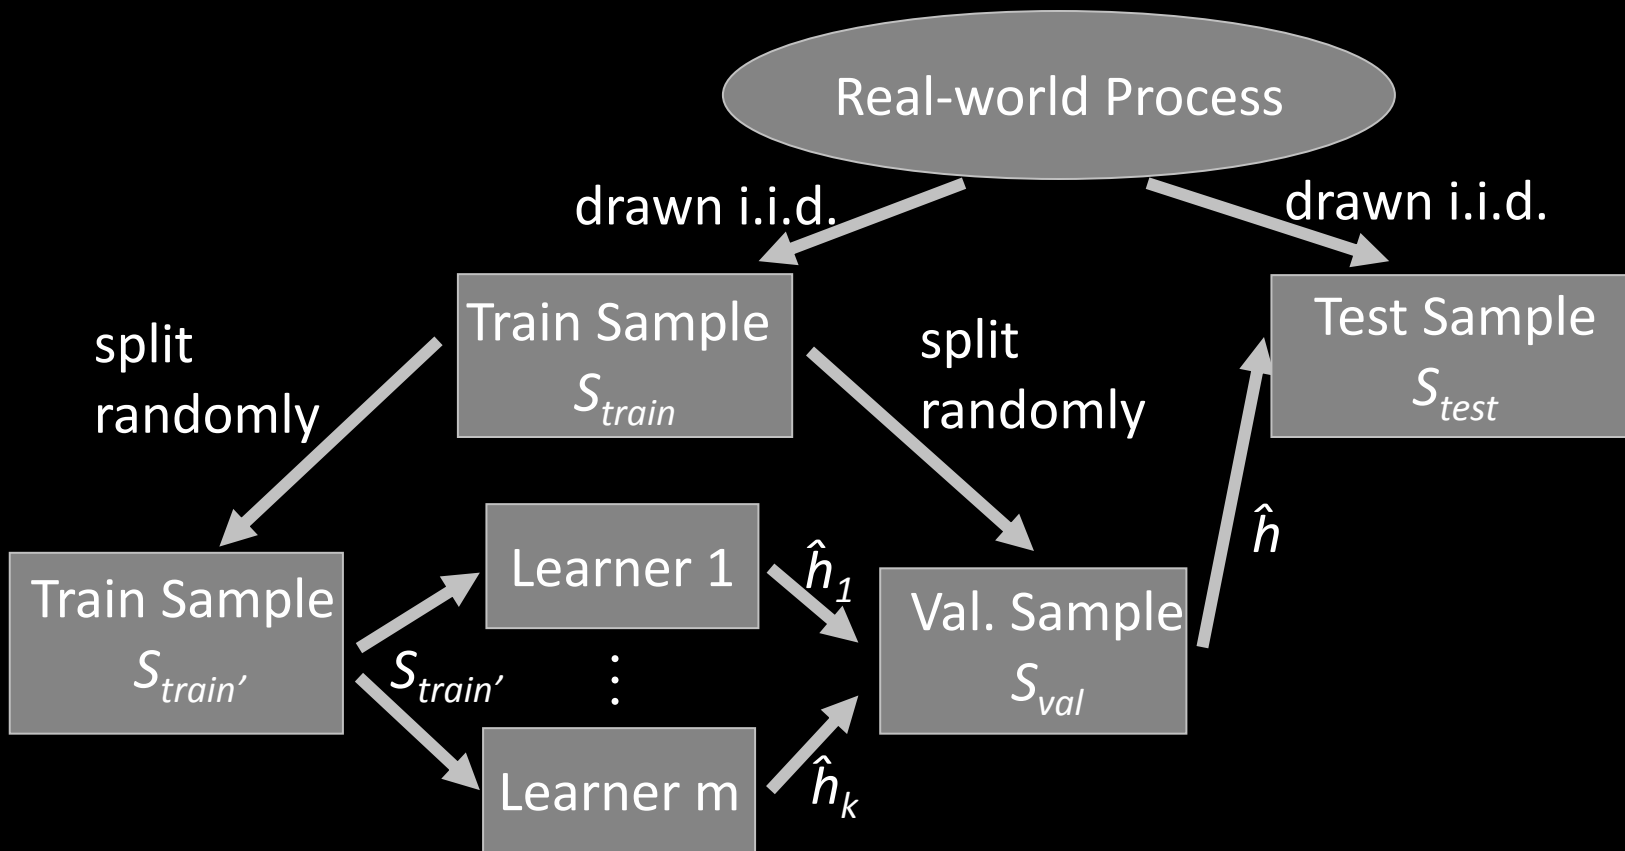 Real-world Process
drawn i.i.d.
drawn i.i.d.
Train Sample
S_train
split
randomly
split
randomly
Test Sample
S_test
Train Sample
S_train’
S_train’
Learner 1
⋮
Learner m
ĥ_1
ĥ_k
Val. Sample
S_val
ĥ